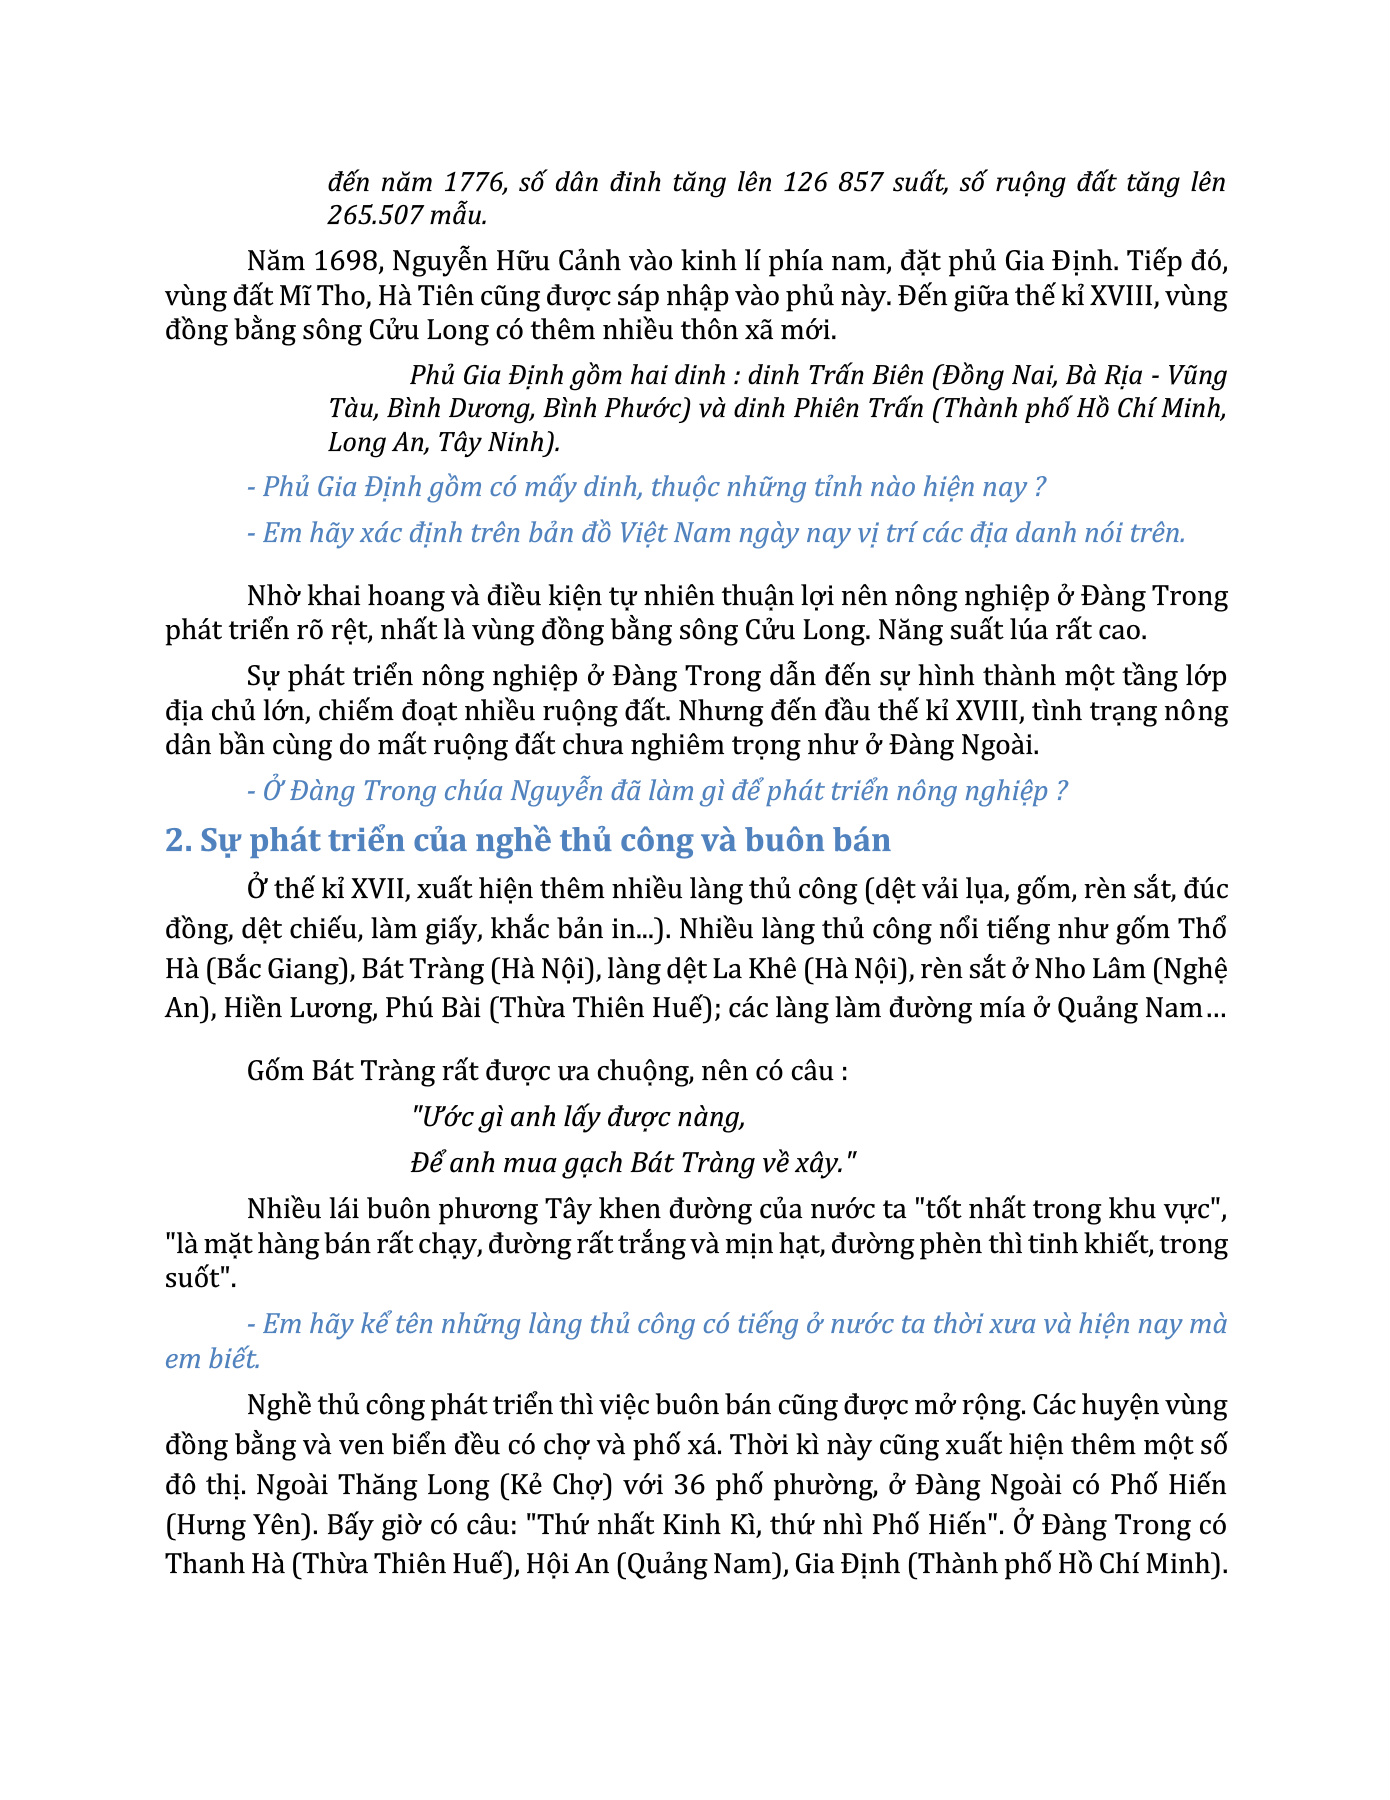 đến năm 1776, số dân đinh tăng lên 126 857 suất, số ruộng đất tăng lên
265.507 mẫu.
Năm 1698, Nguyễn Hữu Cảnh vào kinh lí phía nam, đặt phủ Gia Định. Tiếp đó,
vùng đất Mĩ Tho, Hà Tiên cũng được sáp nhập vào phủ này. Đến giữa thế kỉ XVIII, vùng
đồng bằng sông Cửu Long có thêm nhiều thôn xã mới.
Phủ Gia Định gồm hai dinh : dinh Trấn Biên (Đồng Nai, Bà Rịa - Vũng
Tàu, Bình Dương, Bình Phước) và dinh Phiên Trấn (Thành phố Hồ Chí Minh,
Long An, Tây Ninh).
- Phủ Gia Định gồm có mấy dinh, thuộc những tỉnh nào hiện nay ?
- Em hãy xác định trên bản đồ Việt Nam ngày nay vị trí các địa danh nói trên.
Nhờ khai hoang và điều kiện tự nhiên thuận lợi nên nông nghiệp ở Đàng Trong
phát triển rõ rệt, nhất là vùng đồng bằng sông Cửu Long. Năng suất lúa rất cao.
Sự phát triển nông nghiệp ở Đàng Trong dẫn đến sự hình thành một tầng lớp
địa chủ lớn, chiếm đoạt nhiều ruộng đất. Nhưng đến đầu thế kỉ XVIII, tình trạng nông
dân bần cùng do mất ruộng đất chưa nghiêm trọng như ở Đàng Ngoài.
- Ở Đàng Trong chúa Nguyễn đã làm gì để phát triển nông nghiệp ?
2. Sự phát triển của nghề thủ công và buôn bán
Ở thế kỉ XVII, xuất hiện thêm nhiều làng thủ công (dệt vải lụa, gốm, rèn sắt, đúc
đồng, dệt chiếu, làm giấy, khắc bản in...). Nhiều làng thủ công nổi tiếng như gốm Thổ
Hà (Bắc Giang), Bát Tràng (Hà Nội), làng dệt La Khê (Hà Nội), rèn sắt ở Nho Lâm (Nghệ
An), Hiền Lương, Phú Bài (Thừa Thiên Huế); các làng làm đường mía ở Quảng Nam...
Gốm Bát Tràng rất được ưa chuộng, nên có câu :
"Ước gì anh lấy được nàng,
Để anh mua gạch Bát Tràng về xây."
Nhiều lái buôn phương Tây khen đường của nước ta "tốt nhất trong khu vực",
"là mặt hàng bán rất chạy, đường rất trắng và mịn hạt, đường phèn thì tinh khiết, trong
suốt".
- Em hãy kể tên những làng thủ công có tiếng ở nước ta thời xưa và hiện nay mà
em biết.
Nghề thủ công phát triển thì việc buôn bán cũng được mở rộng. Các huyện vùng
đồng bằng và ven biển đều có chợ và phố xá. Thời kì này cũng xuất hiện thêm một số
đô thị. Ngoài Thăng Long (Kẻ Chợ) với 36 phố phường, ở Đàng Ngoài có Phố Hiến
(Hưng Yên). Bấy giờ có câu: "Thứ nhất Kinh Kì, thứ nhì Phố Hiến". Ở Đàng Trong có
Thanh Hà (Thừa Thiên Huế), Hội An (Quảng Nam), Gia Định (Thành phố Hồ Chí Minh).